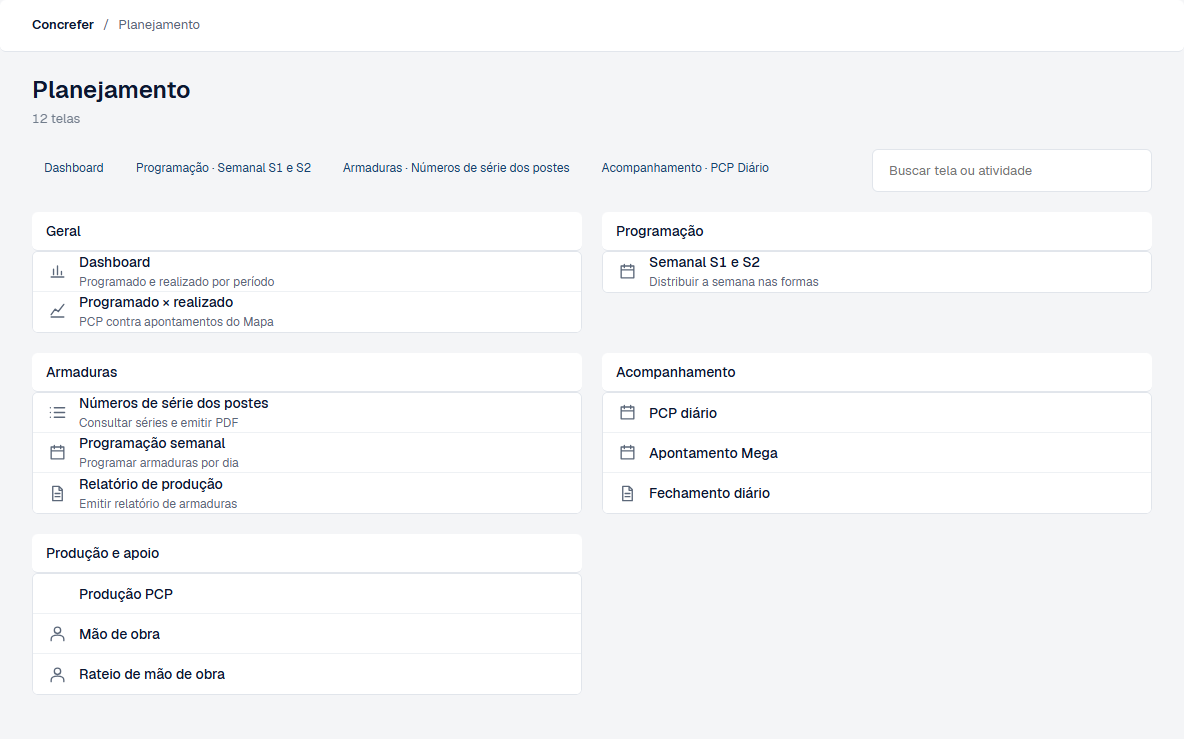 Concrefer / Planejamento
Planejamento
12 telas
Dashboard
Programação · Semanal S1 e S2
Armaduras · Números de série dos postes
Acompanhamento · PCP Diário
Buscar tela ou atividade
Geral
Dashboard
Programado e realizado por período
Programado × realizado
PCP contra apontamentos do Mapa
Programação
Semanal S1 e S2
Distribuir a semana nas formas
Armaduras
Números de série dos postes
Consultar séries e emitir PDF
Programação semanal
Programar armaduras por dia
Relatório de produção
Emitir relatório de armaduras
Acompanhamento
PCP diário
Apontamento Mega
Fechamento diário
Produção e apoio
Produção PCP
Mão de obra
Rateio de mão de obra